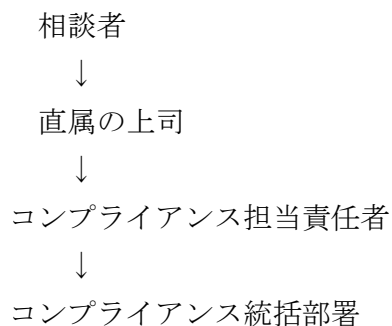 相談者
↓
直属の上司
↓
コンプライアンス担当責任者
↓
コンプライアンス統括部署